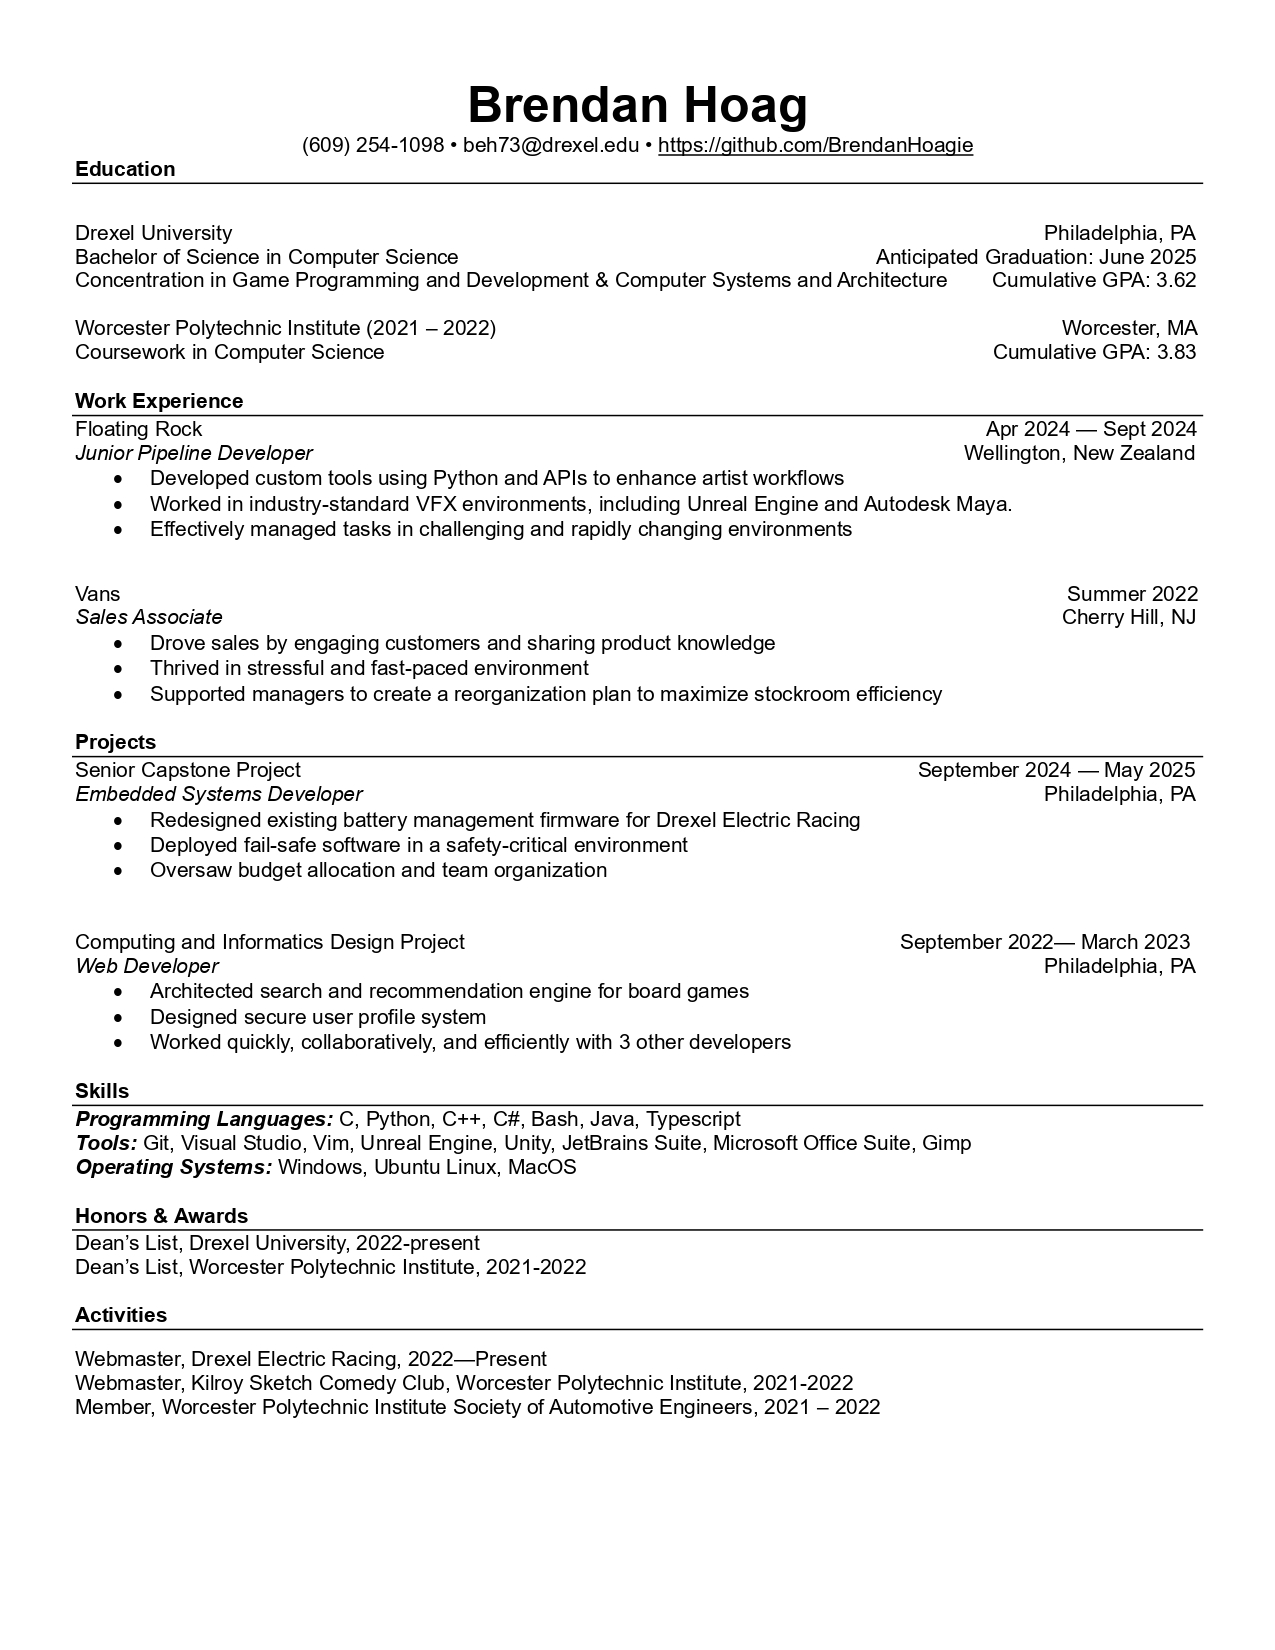 Brendan Hoag
(609) 254-1098 • beh73@drexel.edu • https://github.com/BrendanHoagie
Education
Drexel University Philadelphia, PA
Bachelor of Science in Computer Science Anticipated Graduation: June 2025
Concentration in Game Programming and Development & Computer Systems and Architecture Cumulative GPA: 3.62
Worcester Polytechnic Institute (2021 – 2022) Worcester, MA
Coursework in Computer Science Cumulative GPA: 3.83
Work Experience
Floating Rock Apr 2024 — Sept 2024
Junior Pipeline Developer Wellington, New Zealand
• Developed custom tools using Python and APIs to enhance artist workflows
• Worked in industry-standard VFX environments, including Unreal Engine and Autodesk Maya.
• Effectively managed tasks in challenging and rapidly changing environments
Vans Summer 2022
Sales Associate Cherry Hill, NJ
• Drove sales by engaging customers and sharing product knowledge
• Thrived in stressful and fast-paced environment
• Supported managers to create a reorganization plan to maximize stockroom efficiency
Projects
Senior Capstone Project September 2024 — May 2025
Embedded Systems Developer Philadelphia, PA
• Redesigned existing battery management firmware for Drexel Electric Racing
• Deployed fail-safe software in a safety-critical environment
• Oversaw budget allocation and team organization
Computing and Informatics Design Project September 2022— March 2023
Web Developer Philadelphia, PA
• Architected search and recommendation engine for board games
• Designed secure user profile system
• Worked quickly, collaboratively, and efficiently with 3 other developers
Skills
Programming Languages: C, Python, C++, C#, Bash, Java, Typescript
Tools: Git, Visual Studio, Vim, Unreal Engine, Unity, JetBrains Suite, Microsoft Office Suite, Gimp
Operating Systems: Windows, Ubuntu Linux, MacOS
Honors & Awards
Dean’s List, Drexel University, 2022-present
Dean’s List, Worcester Polytechnic Institute, 2021-2022
Activities
Webmaster, Drexel Electric Racing, 2022—Present
Webmaster, Kilroy Sketch Comedy Club, Worcester Polytechnic Institute, 2021-2022
Member, Worcester Polytechnic Institute Society of Automotive Engineers, 2021 – 2022